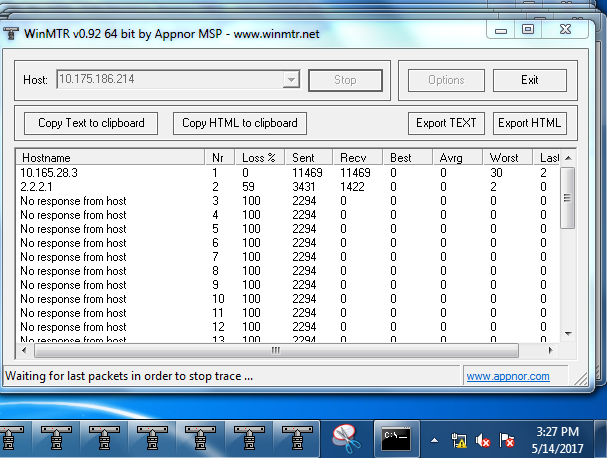 WinMTR v0.92 64 bit by Appnor MSP - www.winmtr.net
Host: 10.175.186.214 Stop Options Exit
Copy Text to clipboard Copy HTML to clipboard Export TEXT Export HTML
Hostname Nr Loss % Sent Recv Best Avrg Worst Last
10.165.28.3 1 0 11469 11469 0 0 30 2
2.2.2.1 2 59 3431 1422 0 0 2 0
No response from host 3 100 2294 0 0 0 0 0
No response from host 4 100 2294 0 0 0 0 0
No response from host 5 100 2294 0 0 0 0 0
No response from host 6 100 2294 0 0 0 0 0
No response from host 7 100 2294 0 0 0 0 0
No response from host 8 100 2294 0 0 0 0 0
No response from host 9 100 2294 0 0 0 0 0
No response from host 10 100 2294 0 0 0 0 0
No response from host 11 100 2294 0 0 0 0 0
No response from host 12 100 2294 0 0 0 0 0
No response from host 13 100 2294 0 0 0 0 0
Waiting for last packets in order to stop trace ... www.appnor.com
C:\
3:27 PM
5/14/2017